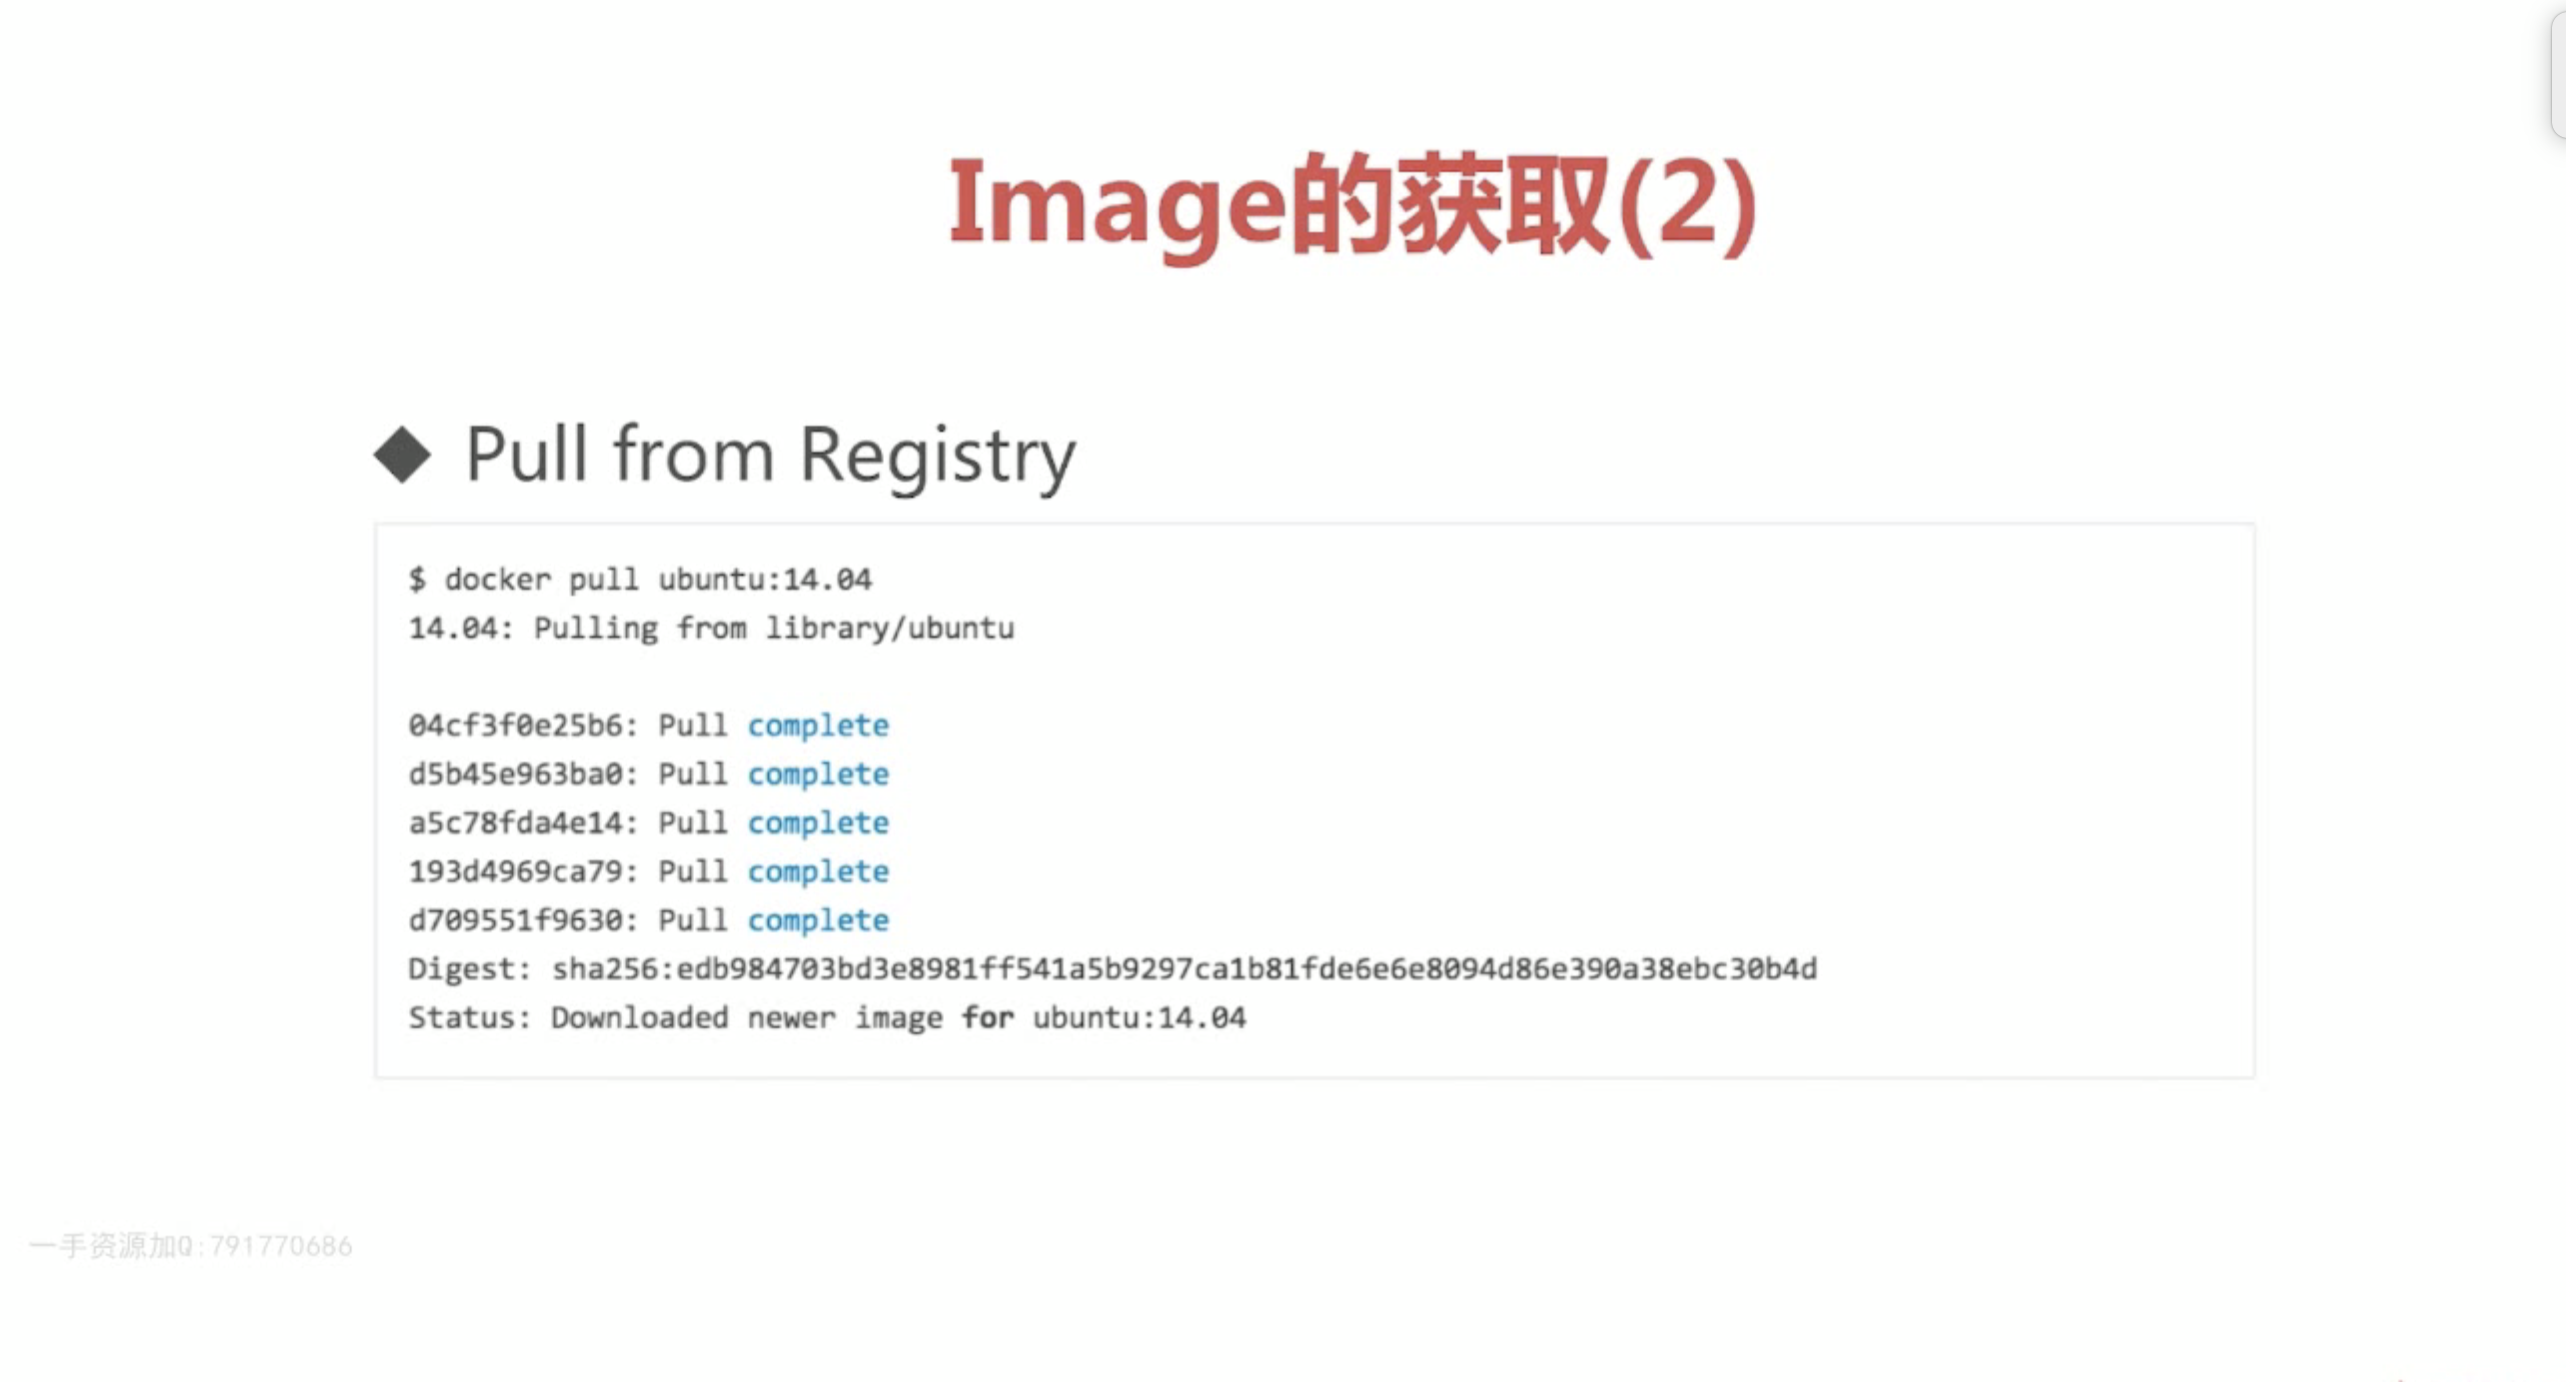 Image的获取(2)
◆ Pull from Registry
$ docker pull ubuntu:14.04
14.04: Pulling from library/ubuntu
04cf3f0e25b6: Pull complete
d5b45e963ba0: Pull complete
a5c78fda4e14: Pull complete
193d4969ca79: Pull complete
d709551f9630: Pull complete
Digest: sha256:edb984703bd3e8981ff541a5b9297ca1b81fde6e6e8094d86e390a38ebc30b4d
Status: Downloaded newer image for ubuntu:14.04
一手资源加Q:791770686